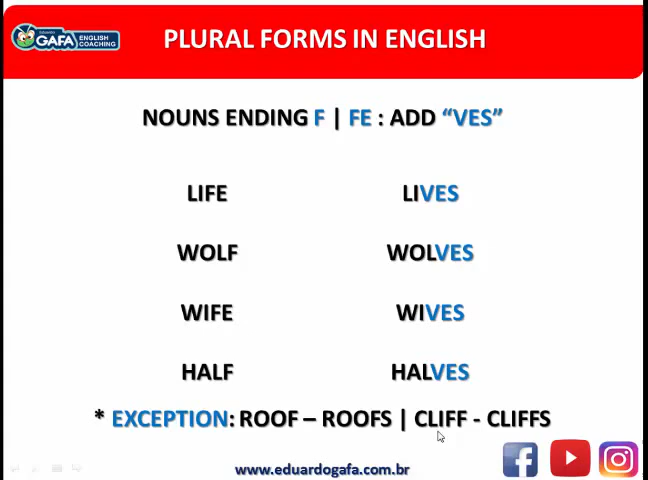 Eduardo
GAFA ENGLISH COACHING
PLURAL FORMS IN ENGLISH
NOUNS ENDING F | FE : ADD “VES”
LIFE LIVES
WOLF WOLVES
WIFE WIVES
HALF HALVES
* EXCEPTION: ROOF – ROOFS | CLIFF - CLIFFS
www.eduardogafa.com.br